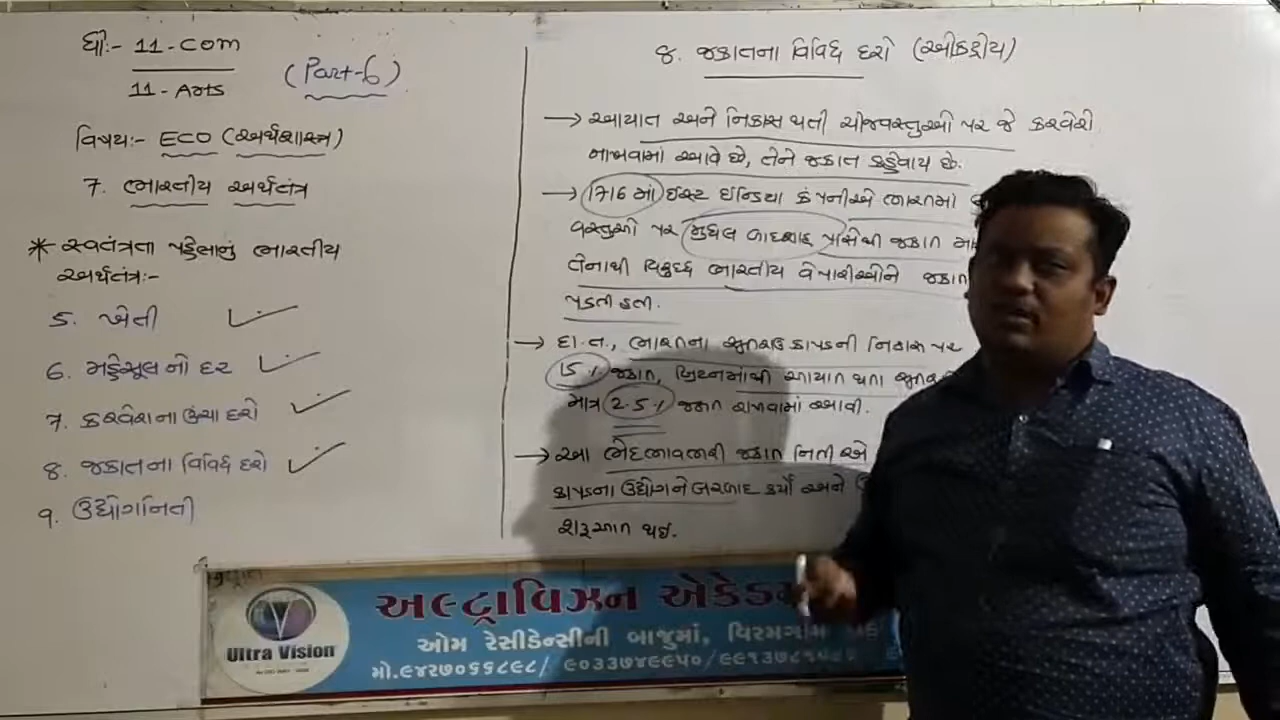 ધો:- 11-com
11-Arts
(Part-6)
વિષય:- ECO (અર્થશાસ્ત્ર)
7. ભારતીય અર્થતંત્ર
* સ્વતંત્રતા પહેલાનું ભારતીય
અર્થતંત્ર:-
5. ખેતી
6. મહેસૂલ નો દર
7. કરવેરાના ઉંચા દરો
8. જકાતના વિવિધ દરો
9. ઉદ્યોગનિતી
8. જકાતના વિવિધ દરો
→ આયાત અને નિકાસ થતી ચીજવસ્તુઓ પર જે કરવેરો
નાખવામાં આવે છે, તેને જકાત કહેવાય છે.
→ 1716 માં ઈસ્ટ ઈન્ડિયા કંપનીએ ભારતમાં
વસ્તુઓ પર મુઘલ બાદશાહ પાસેથી જકાત
તેનાથી વિરુદ્ધ ભારતીય વેપારીઓને જકાત
પડતી હતી.
→ દા.ત., ભારતના સુતરાઉ કાપડની નિકાસ પર
15% જકાત, બ્રિટનમાંથી આયાત થતા
માત્ર 2.5% જકાત રાખવામાં આવી.
→ આ ભેદભાવભરી જકાત નિતી એ
કાપડના ઉદ્યોગને બરબાદ કર્યો અને
શરૂઆત થઈ.
અલ્ટ્રાવિઝન એકેડ
ઓમ રેસીડેન્સીની બાજુમાં, વિરમગામ
Ultra Vision
મો.૯૪૨૭૦૬૬૮૯૮/ ૯૦૩૩૭૪૯૯૫૦/